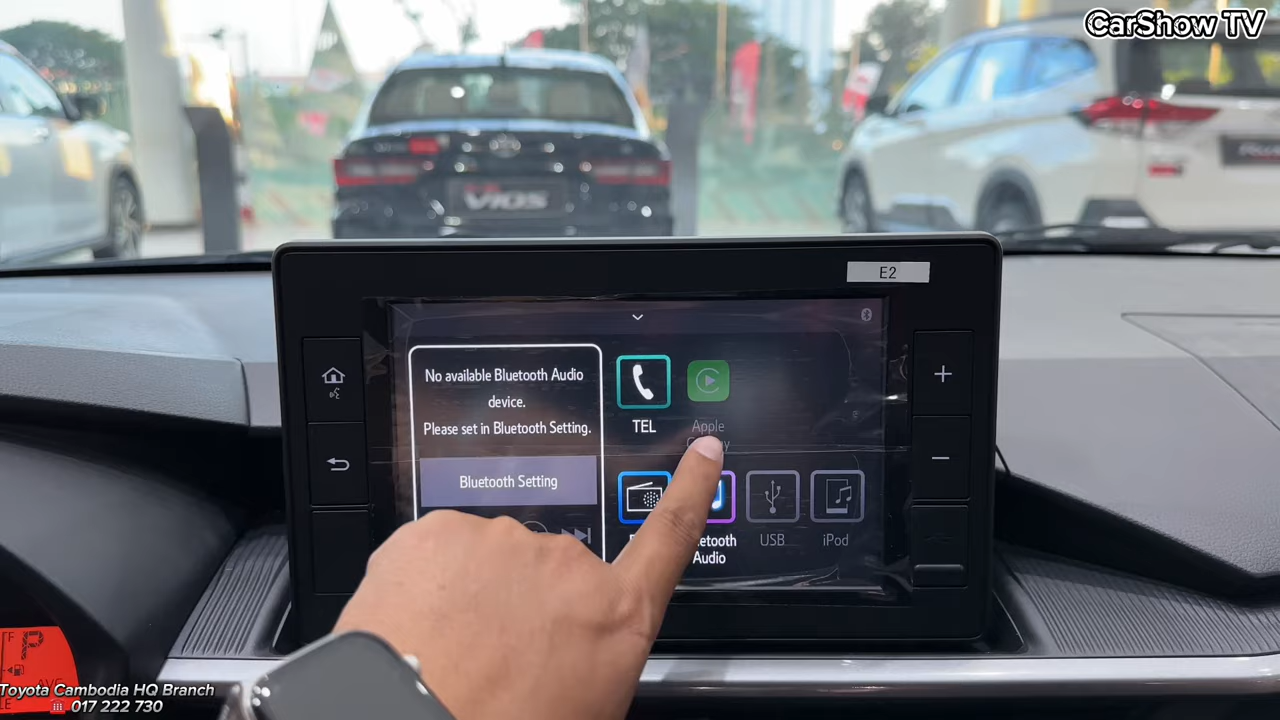 CarShow TV
VIOS
E2
No available Bluetooth Audio
device.
Please set in Bluetooth Setting.
Bluetooth Setting
TEL
Apple
Audio
USB
iPod
F
P
Toyota Cambodia HQ Branch
017 222 730